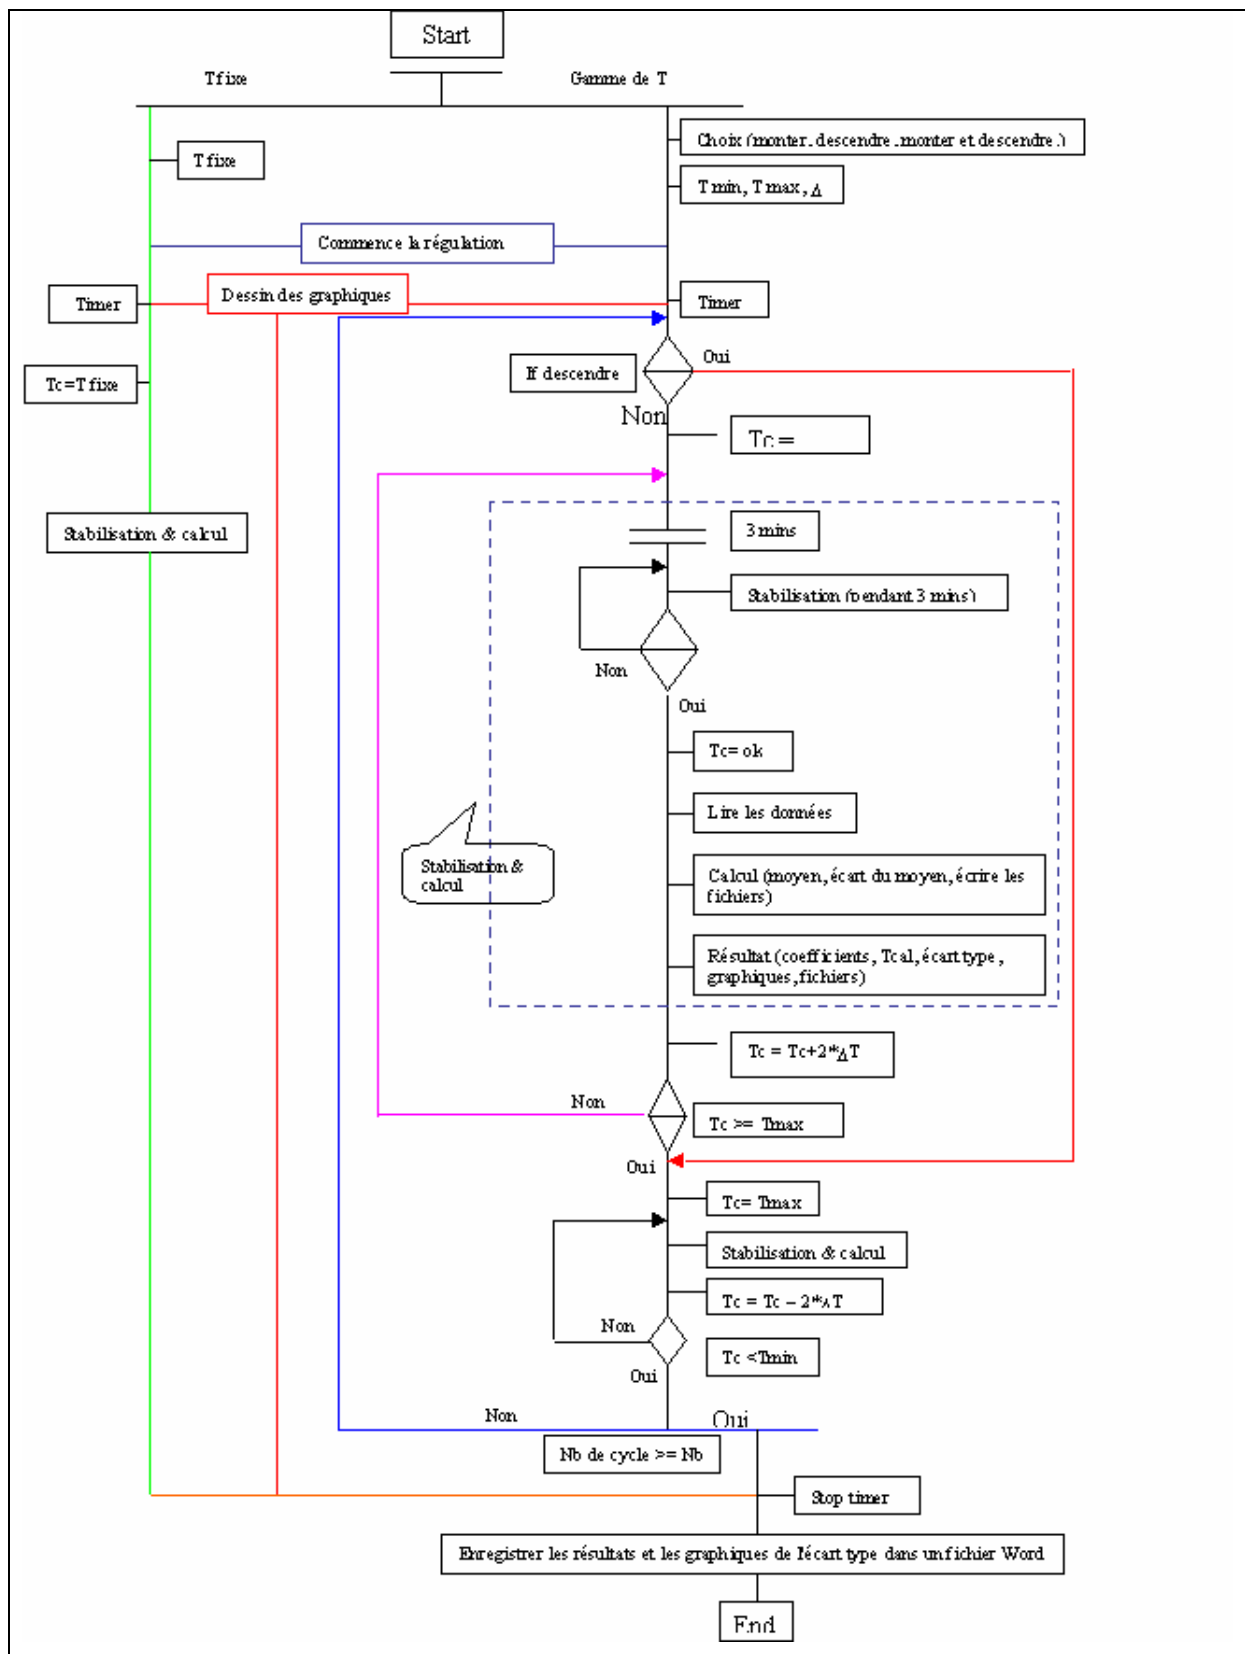 Start
T fixe
Gamme de T
Choix (monter, descendre, monter et descendre,)
T fixe
T min, T max, Δ
Commence la régulation
Dessin des graphiques
Timer
Timer
Oui
If descendre
Tc=T fixe
Non
Tc =
Stabilisation & calcul
3 mins
Stabilisation (pendant 3 mins)
Non
Oui
Tc= ok
Lire les données
Stabilisation &
calcul
Calcul (moyen, écart du moyen, écrire les
fichiers)
Résultat (coefficients, Tcal, écart type,
graphiques, fichiers)
Tc = Tc+2*ΔT
Non
Tc >= Tmax
Oui
Tc= Tmax
Stabilisation & calcul
Tc = Tc – 2*ΔT
Non
Tc <Tmin
Oui
Non
Oui
Nb de cycle >= Nb
Stop timer
Enregistrer les résultats et les graphiques de l'écart type dans un fichier Word
End